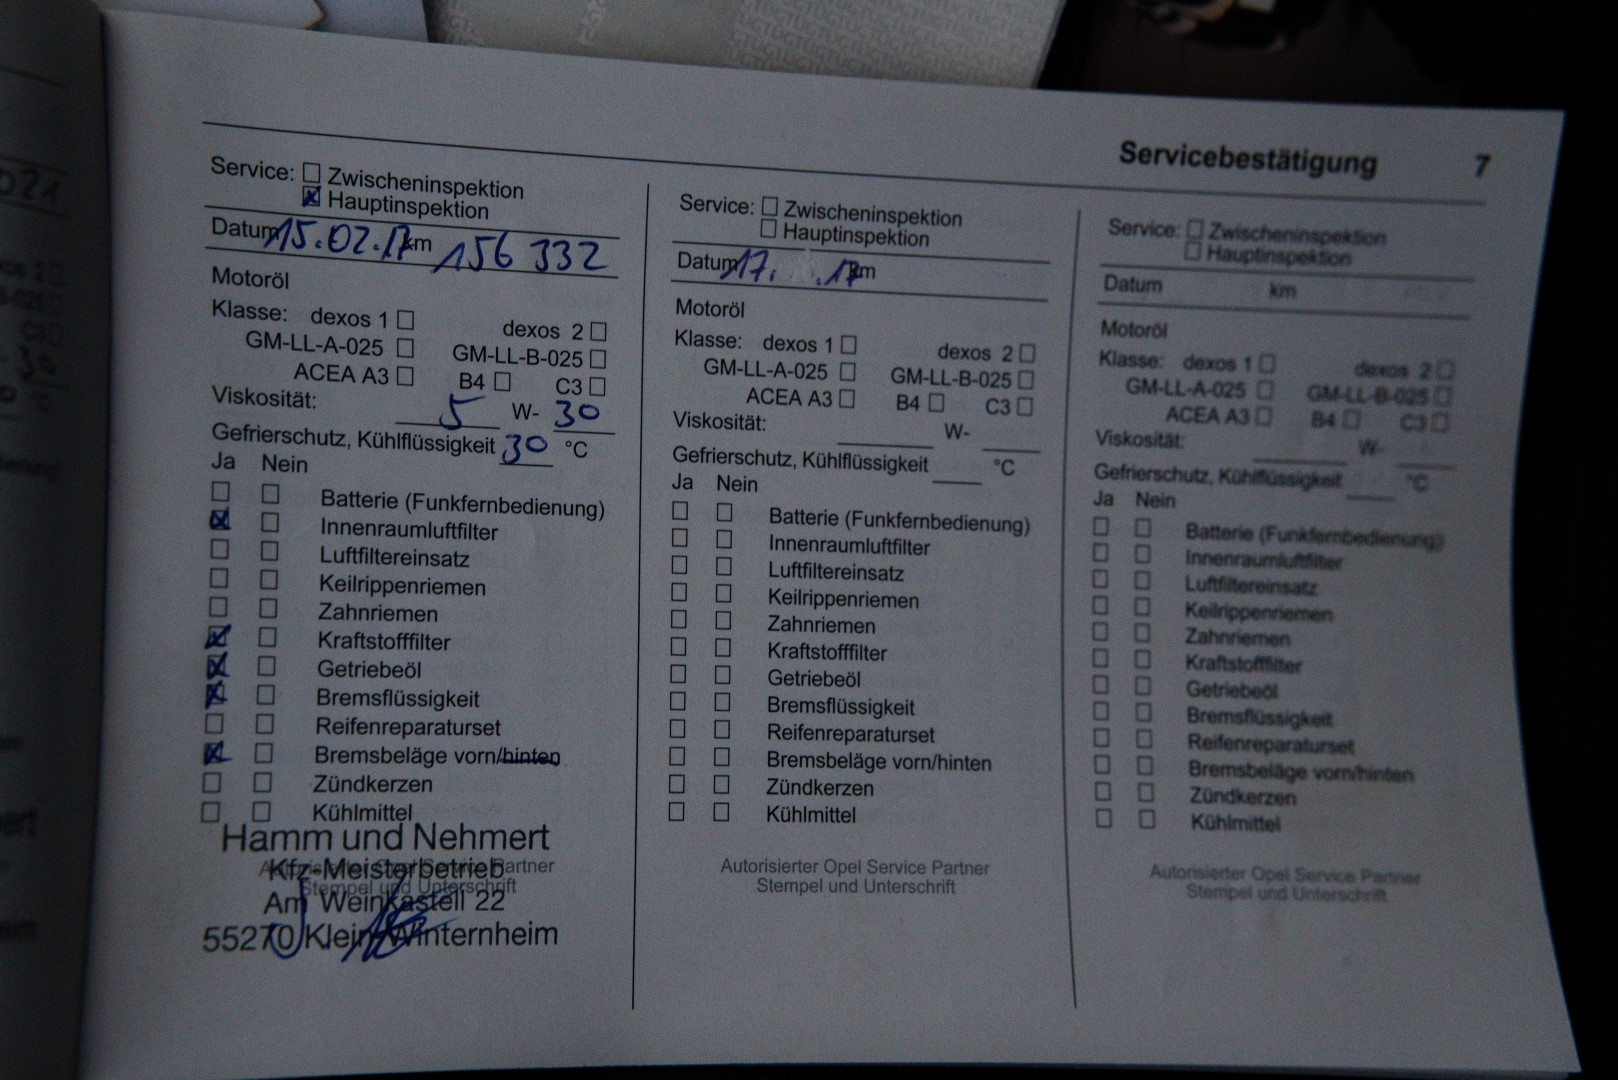 Servicebestätigung 7
Service: Zwischeninspektion
Hauptinspektion
Datum 15.02.17 km 156 332
Motoröl
Klasse: dexos 1 dexos 2
GM-LL-A-025 GM-LL-B-025
ACEA A3 B4 C3
Viskosität: 5 W- 30
Gefrierschutz, Kühlflüssigkeit 30 °C
Ja Nein
Batterie (Funkfernbedienung)
Innenraumluftfilter
Luftfiltereinsatz
Keilrippenriemen
Zahnriemen
Kraftstofffilter
Getriebeöl
Bremsflüssigkeit
Reifenreparaturset
Bremsbeläge vorn/hinten
Zündkerzen
Kühlmittel
Hamm und Nehmert
Autorisierter Opel Service Partner
Kfz-Meisterbetrieb
Stempel und Unterschrift
Am Weinkastell 22
55270 Klein-Winternheim
Service: Zwischeninspektion
Hauptinspektion
Datum 17. .17 km
Motoröl
Klasse: dexos 1 dexos 2
GM-LL-A-025 GM-LL-B-025
ACEA A3 B4 C3
Viskosität: W-
Gefrierschutz, Kühlflüssigkeit °C
Ja Nein
Batterie (Funkfernbedienung)
Innenraumluftfilter
Luftfiltereinsatz
Keilrippenriemen
Zahnriemen
Kraftstofffilter
Getriebeöl
Bremsflüssigkeit
Reifenreparaturset
Bremsbeläge vorn/hinten
Zündkerzen
Kühlmittel
Autorisierter Opel Service Partner
Stempel und Unterschrift
Service: Zwischeninspektion
Hauptinspektion
Datum km
Motoröl
Klasse: dexos 1 dexos 2
GM-LL-A-025 GM-LL-B-025
ACEA A3 B4 C3
Viskosität: W-
Gefrierschutz, Kühlflüssigkeit °C
Ja Nein
Batterie (Funkfernbedienung)
Innenraumluftfilter
Luftfiltereinsatz
Keilrippenriemen
Zahnriemen
Kraftstofffilter
Getriebeöl
Bremsflüssigkeit
Reifenreparaturset
Bremsbeläge vorn/hinten
Zündkerzen
Kühlmittel
Autorisierter Opel Service Partner
Stempel und Unterschrift